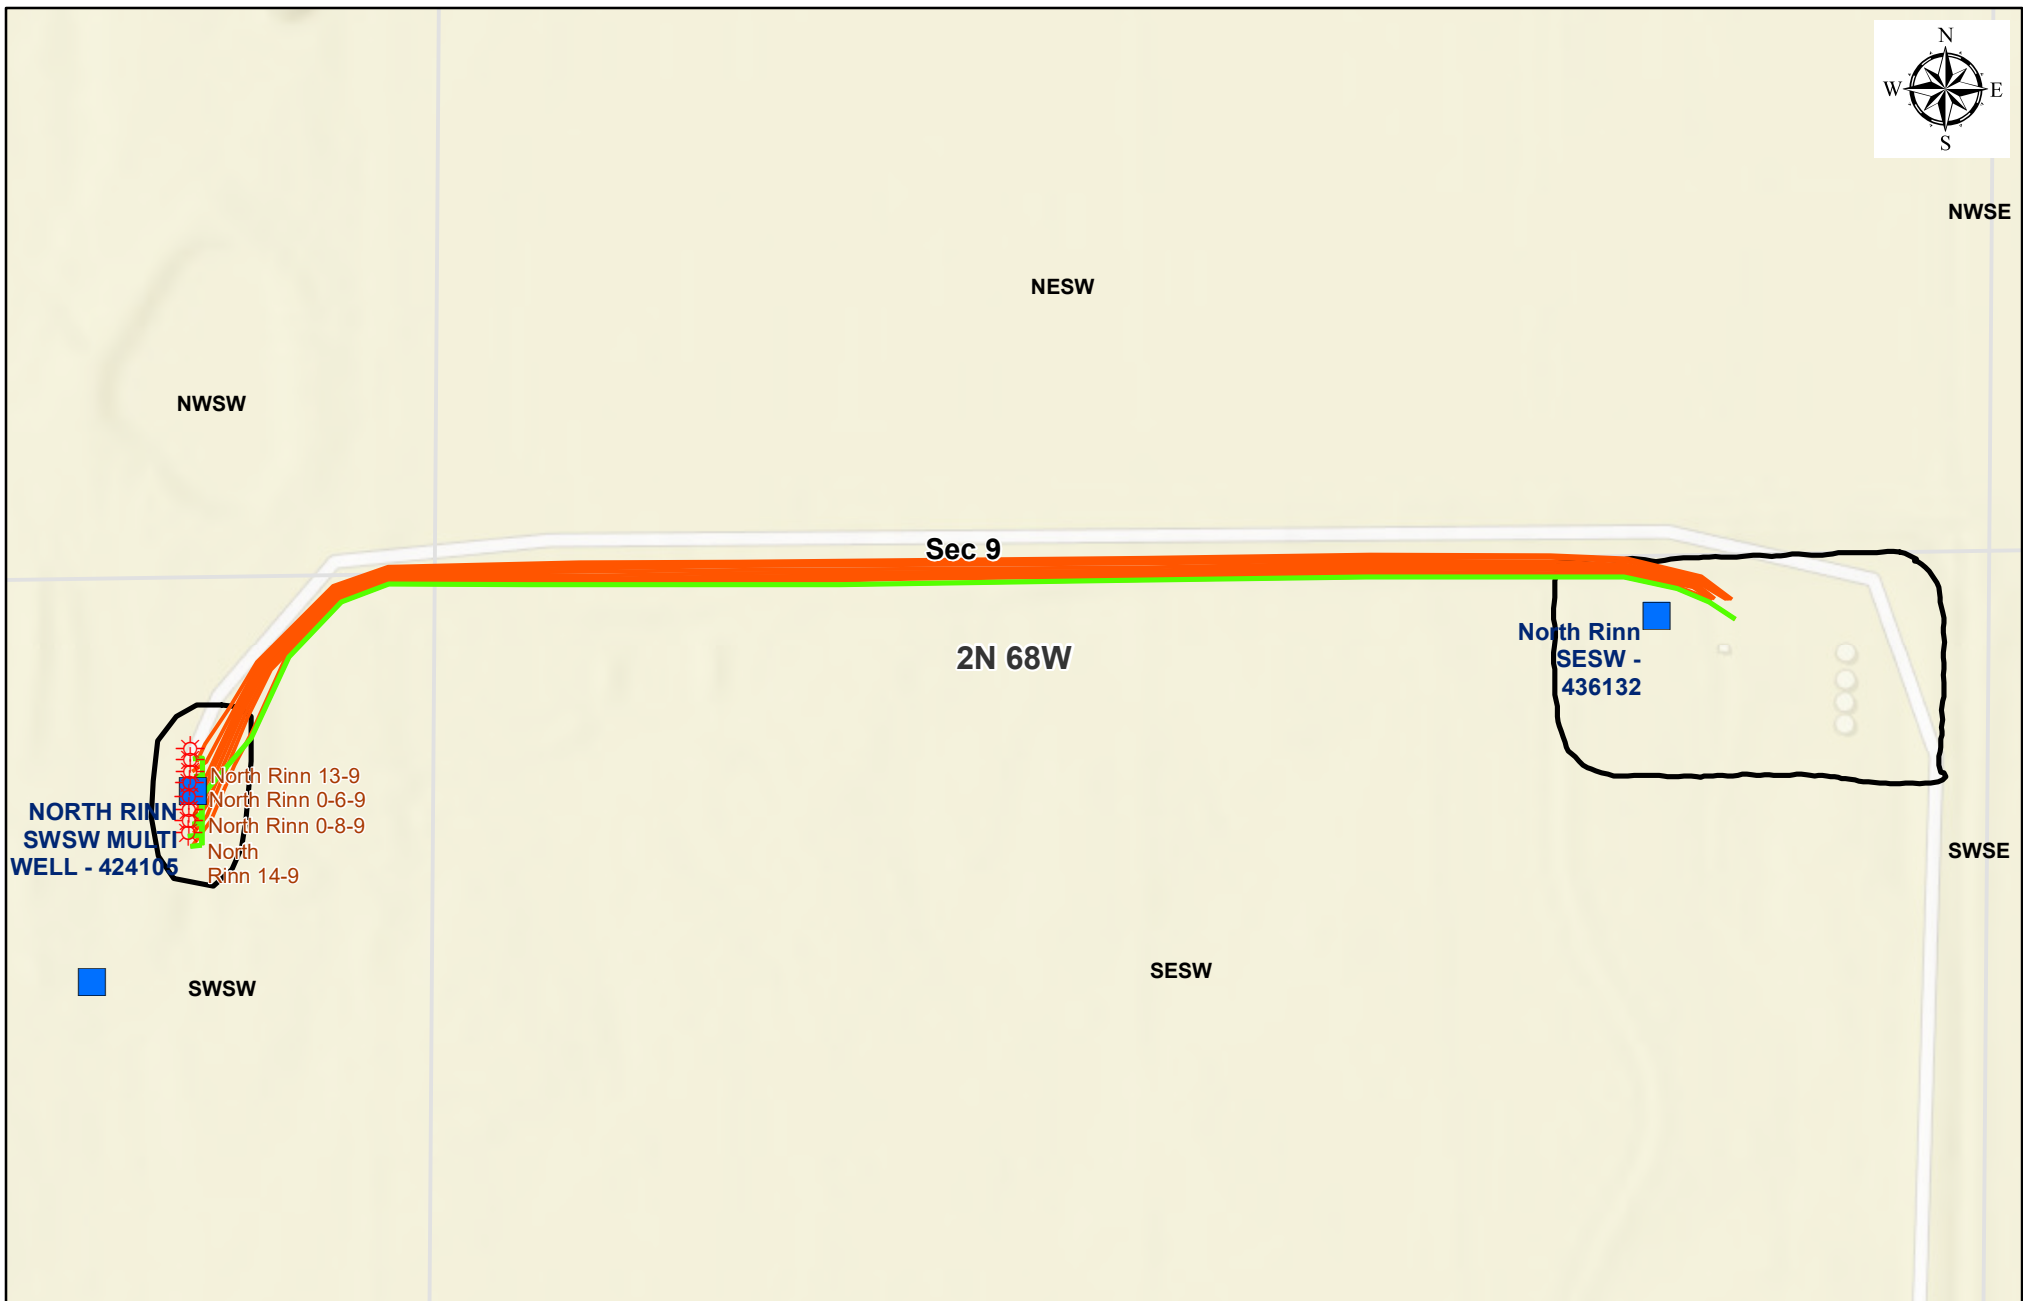 N
W E
S
NWSE
NESW
NWSW
Sec 9
2N 68W
North Rinn
SESW -
436132
North Rinn 13-9
North Rinn 0-6-9
North Rinn 0-8-9
North
Rinn 14-9
NORTH RINN
SWSW MULTI
WELL - 424105
SWSE
SESW
SWSW